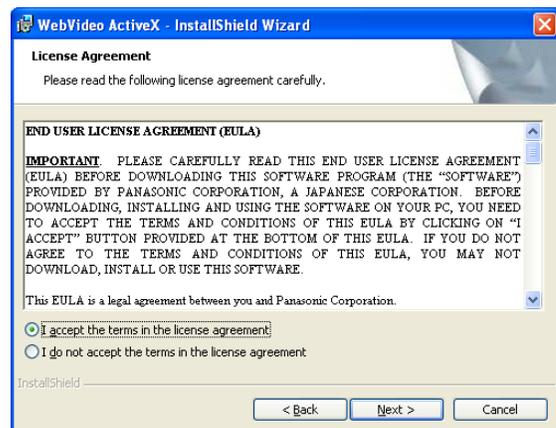 WebVideo ActiveX - InstallShield Wizard
License Agreement
Please read the following license agreement carefully.
END USER LICENSE AGREEMENT (EULA)
IMPORTANT. PLEASE CAREFULLY READ THIS END USER LICENSE AGREEMENT
(EULA) BEFORE DOWNLOADING THIS SOFTWARE PROGRAM (THE “SOFTWARE”)
PROVIDED BY PANASONIC CORPORATION, A JAPANESE CORPORATION. BEFORE
DOWNLOADING, INSTALLING AND USING THE SOFTWARE ON YOUR PC, YOU NEED
TO ACCEPT THE TERMS AND CONDITIONS OF THIS EULA BY CLICKING ON “I
ACCEPT” BUTTON PROVIDED AT THE BOTTOM OF THIS EULA. IF YOU DO NOT
AGREE TO THE TERMS AND CONDITIONS OF THIS EULA, YOU MAY NOT
DOWNLOAD, INSTALL OR USE THIS SOFTWARE.
This EULA is a legal agreement between you and Panasonic Corporation.
I accept the terms in the license agreement
I do not accept the terms in the license agreement
InstallShield
< Back Next > Cancel